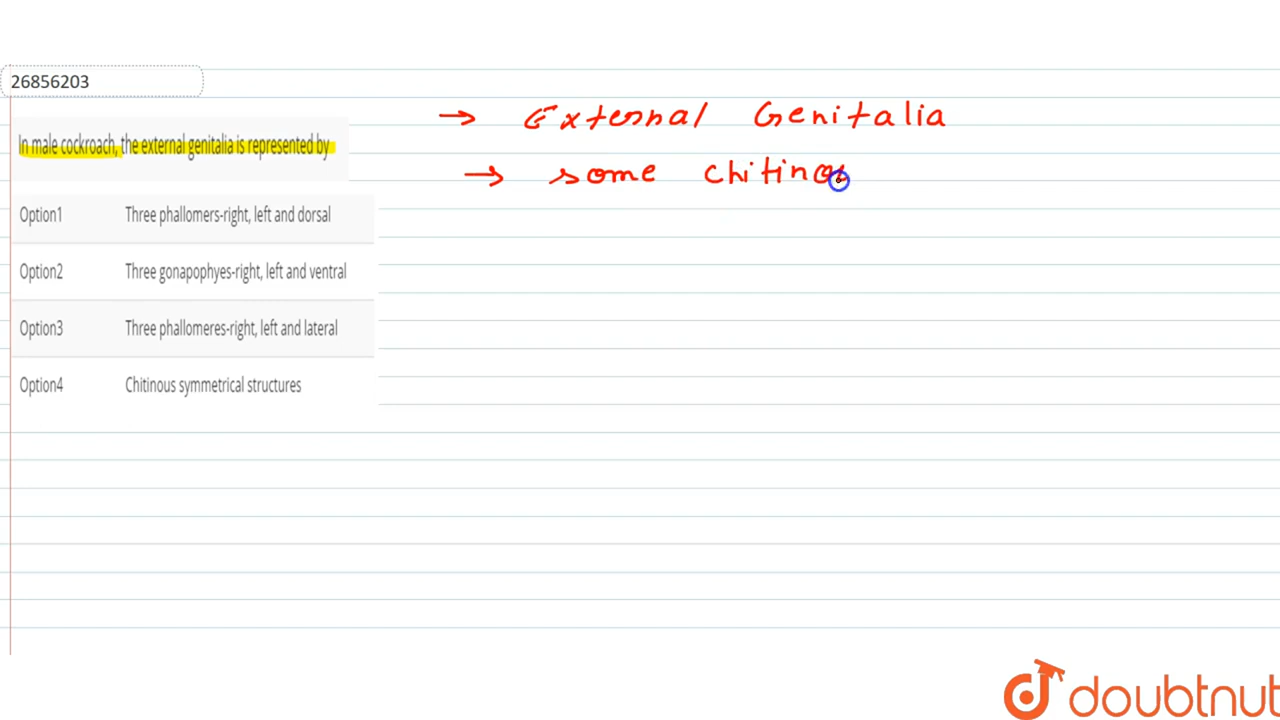 26856203
In male cockroach, the external genitalia is represented by
Option1 Three phallomers-right, left and dorsal
Option2 Three gonapophyes-right, left and ventral
Option3 Three phallomeres-right, left and lateral
Option4 Chitinous symmetrical structures
→ External Genitalia
→ some chitino
doubtnut